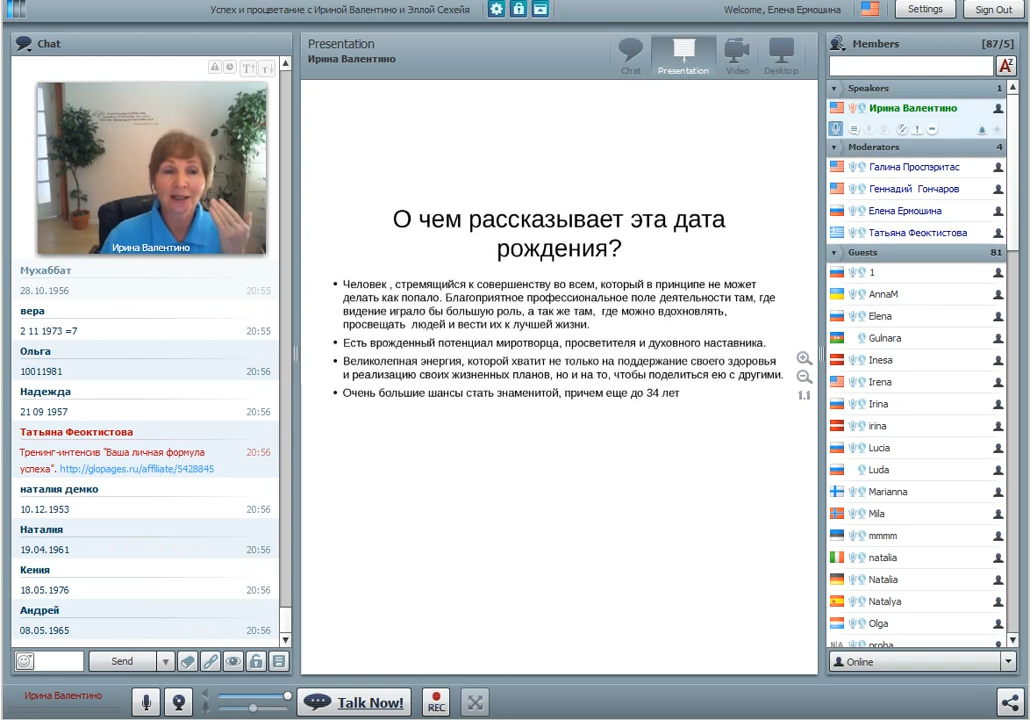 Успех и процветание с Ириной Валентино и Эллой Сехейя
Welcome, Елена Ермошина
Settings
Sign Out
Chat
Ирина Валентино
Мухаббат
28.10.1956 20:55
вера
2 11 1973 =7 20:55
Ольга
10011981 20:56
Надежда
21 09 1957 20:56
Татьяна Феоктистова
Тренинг-интенсив "Ваша личная формула 20:56
успеха". http://glopages.ru/affiliate/5428845
наталия демко
10.12.1953 20:56
Наталия
19.04.1961 20:56
Кения
18.05.1976 20:56
Андрей
08.05.1965 20:56
Send
Presentation
Ирина Валентино
Chat
Presentation
Video
Desktop
О чем рассказывает эта дата
рождения?
• Человек , стремящийся к совершенству во всем, который в принципе не может
делать как попало. Благоприятное профессиональное поле деятельности там, где
видение играло бы большую роль, а так же там, где можно вдохновлять,
просвещать людей и вести их к лучшей жизни.
• Есть врожденный потенциал миротворца, просветителя и духовного наставника.
• Великолепная энергия, которой хватит не только на поддержание своего здоровья
и реализацию своих жизненных планов, но и на то, чтобы поделиться ею с другими.
• Очень большие шансы стать знаменитой, причем еще до 34 лет
1.1
Members [87/5]
Speakers 1
Ирина Валентино
Moderators 4
Галина Проспэритас
Геннадий Гончаров
Елена Ермошина
Татьяна Феоктистова
Guests 81
1
AnnaM
Elena
Gulnara
Inesa
Irena
Irina
irina
Lucia
Luda
Marianna
Mila
mmmm
natalia
Natalia
Natalya
Olga
N/A proba
Online
Ирина Валентино
Talk Now!
REC